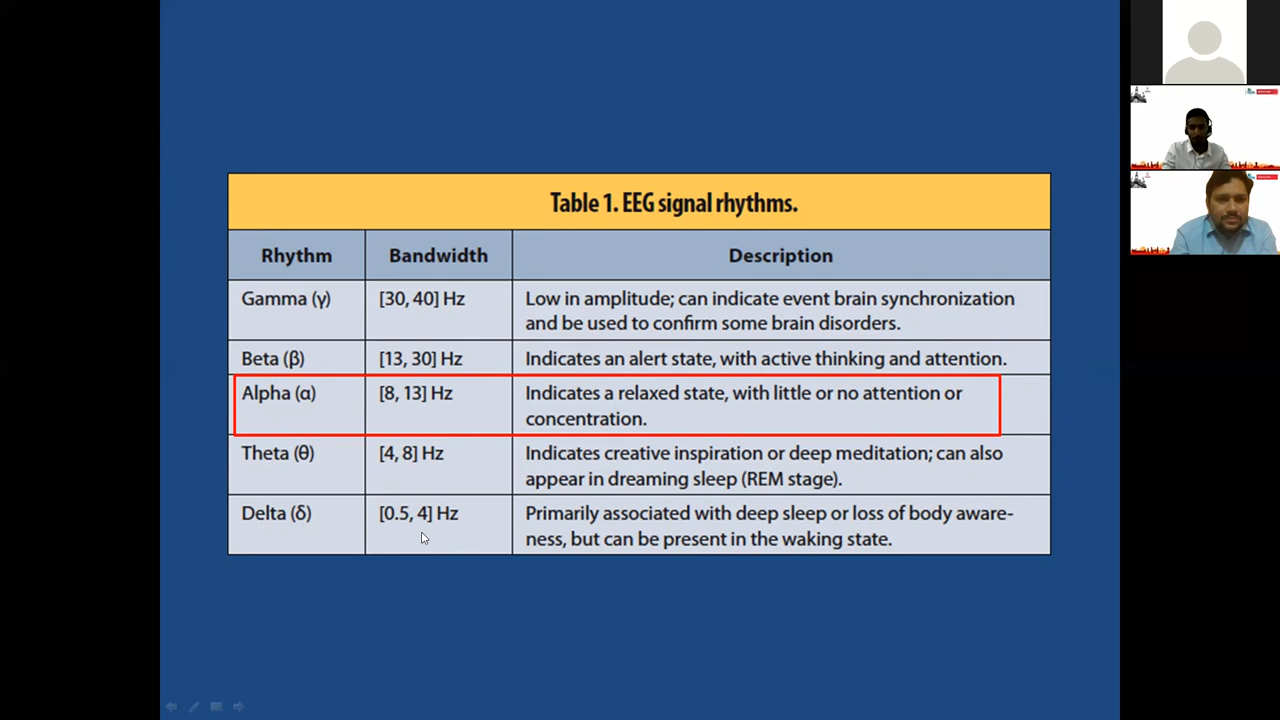 Table 1. EEG signal rhythms.
Rhythm Bandwidth Description
Gamma (γ) [30, 40] Hz Low in amplitude; can indicate event brain synchronization
and be used to confirm some brain disorders.
Beta (β) [13, 30] Hz Indicates an alert state, with active thinking and attention.
Alpha (α) [8, 13] Hz Indicates a relaxed state, with little or no attention or
concentration.
Theta (θ) [4, 8] Hz Indicates creative inspiration or deep meditation; can also
appear in dreaming sleep (REM stage).
Delta (δ) [0.5, 4] Hz Primarily associated with deep sleep or loss of body aware-
ness, but can be present in the waking state.